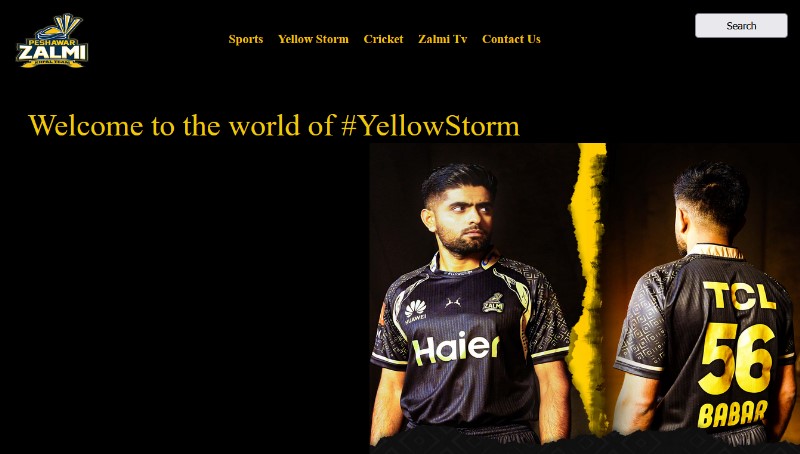 PESHAWAR
ZALMI
Sports Yellow Storm Cricket Zalmi Tv Contact Us
Search
Welcome to the world of #YellowStorm
HUAWEI
ZALMI
Haier
TCL
56
BABAR